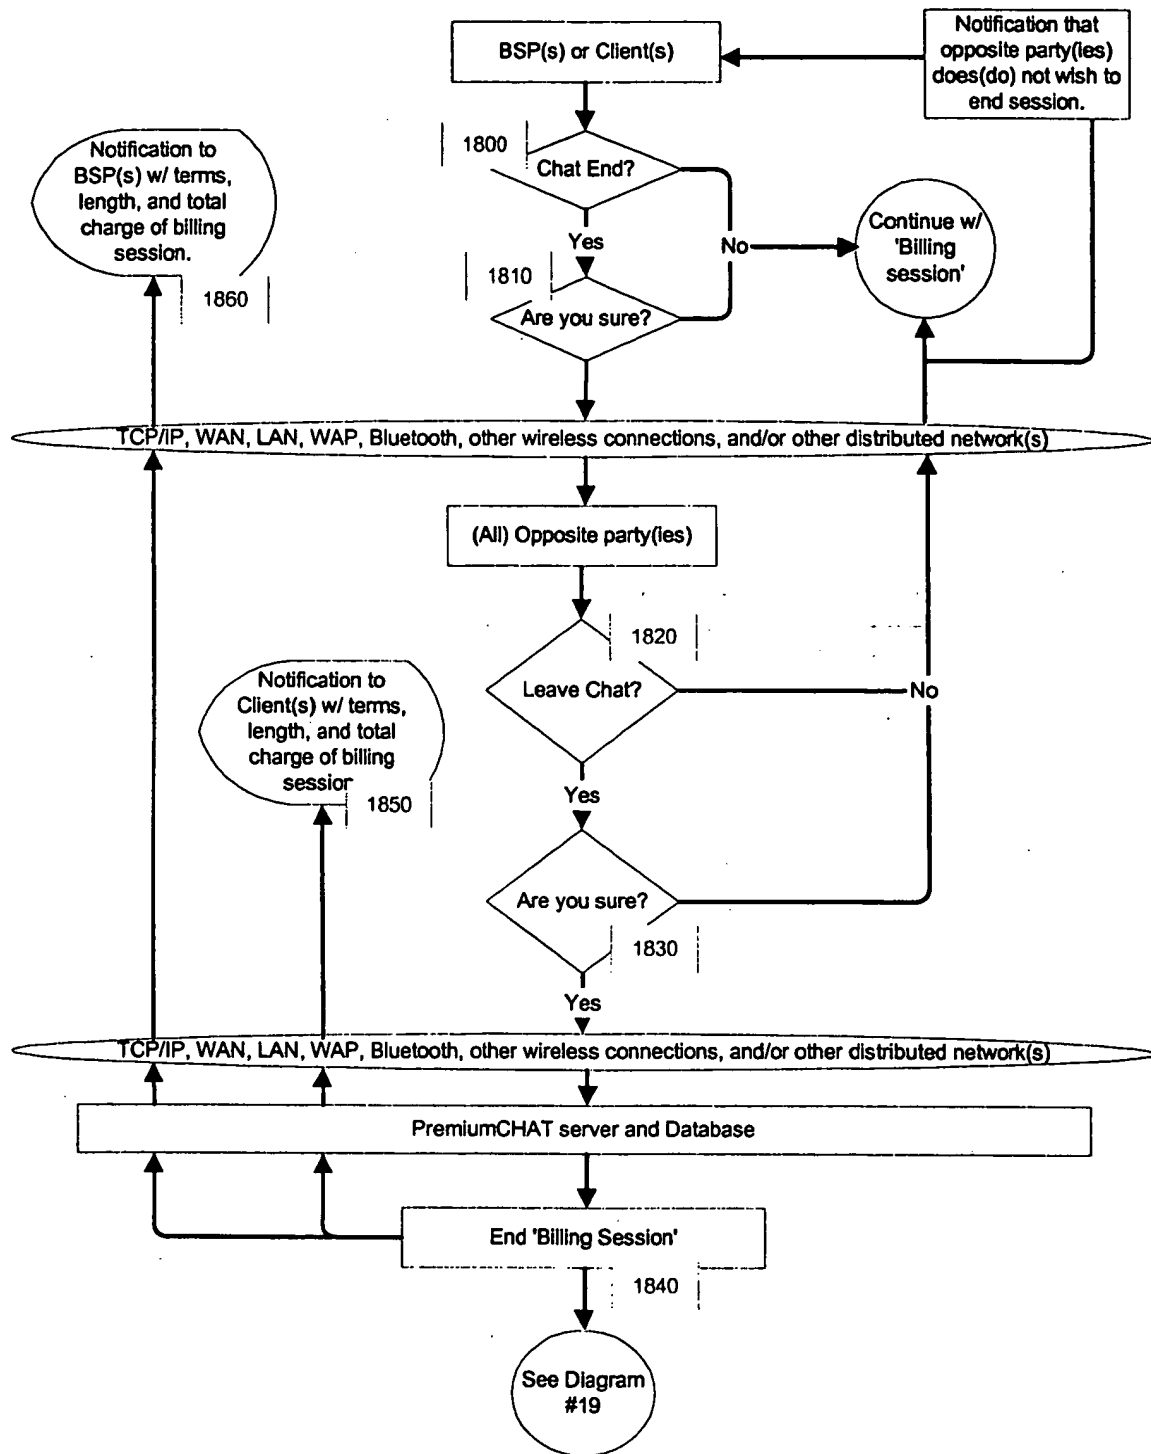 BSP(s) or Client(s)
Notification that
opposite party(ies)
does(do) not wish to
end session.
1800
Chat End?
Notification to
BSP(s) w/ terms,
length, and total
charge of billing
session.
1860
Yes
No
Continue w/
'Billing
session'
1810
Are you sure?
TCP/IP, WAN, LAN, WAP, Bluetooth, other wireless connections, and/or other distributed network(s)
(All) Opposite party(ies)
1820
Leave Chat?
No
Notification to
Client(s) w/ terms,
length, and total
charge of billing
session
1850
Yes
Are you sure?
1830
Yes
TCP/IP, WAN, LAN, WAP, Bluetooth, other wireless connections, and/or other distributed network(s)
PremiumCHAT server and Database
End 'Billing Session'
1840
See Diagram
#19